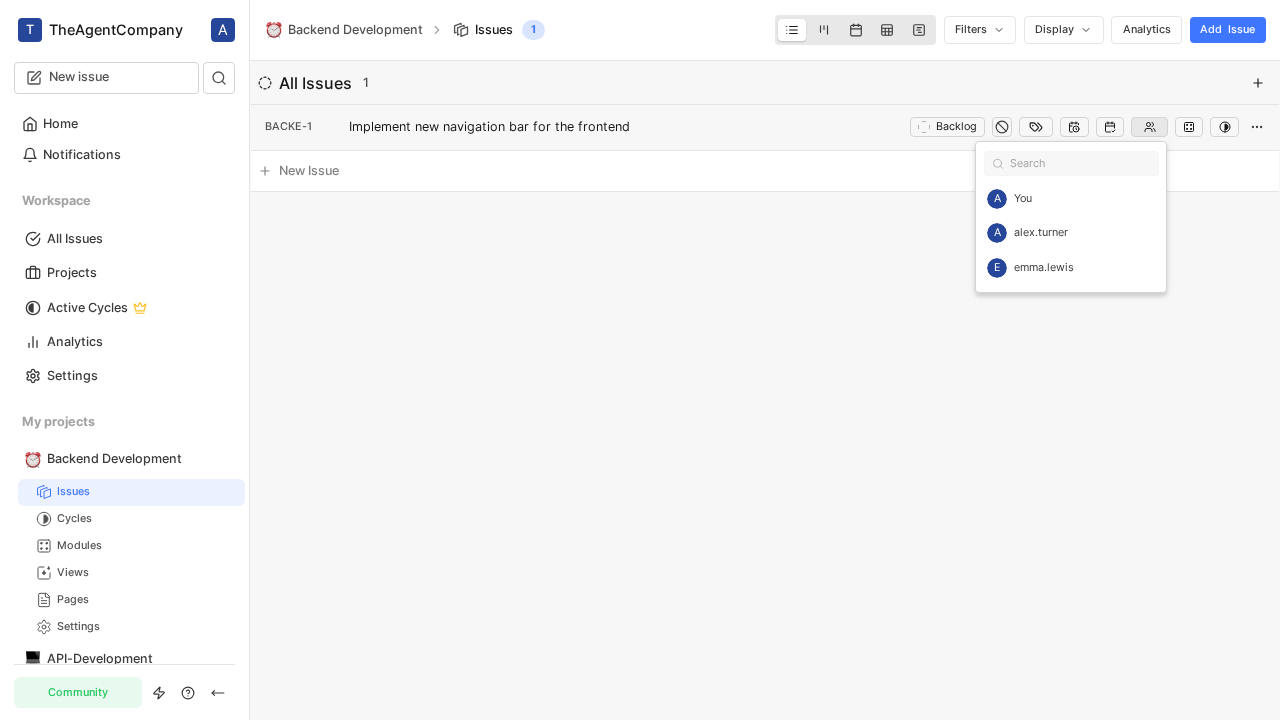 T TheAgentCompany A
Backend Development Issues 1
Filters Display Analytics Add Issue
New issue
All Issues 1
Home
BACKE-1 Implement new navigation bar for the frontend Backlog
Notifications
New Issue
Search
Workspace
A You
All Issues
A alex.turner
Projects
E emma.lewis
Active Cycles
Analytics
Settings
My projects
Backend Development
Issues
Cycles
Modules
Views
Pages
Settings
API-Development
Community